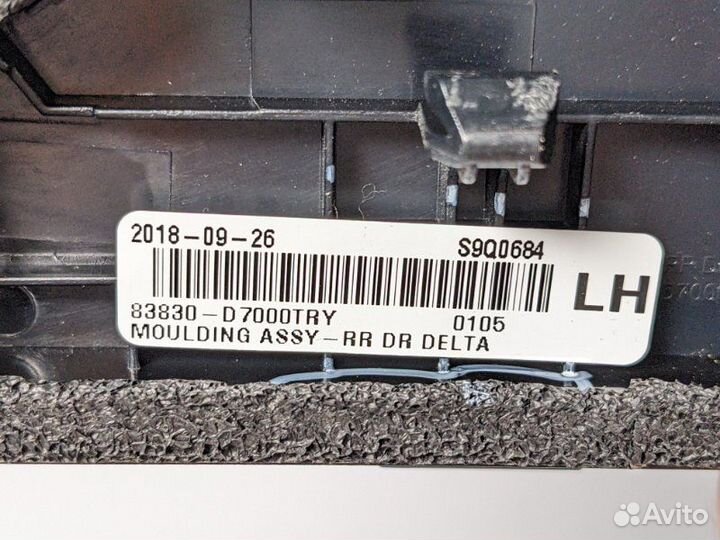 2018-09-26 S9Q0684
LH
83830-D7000TRY 0105
MOULDING ASSY-RR DR DELTA
Avito